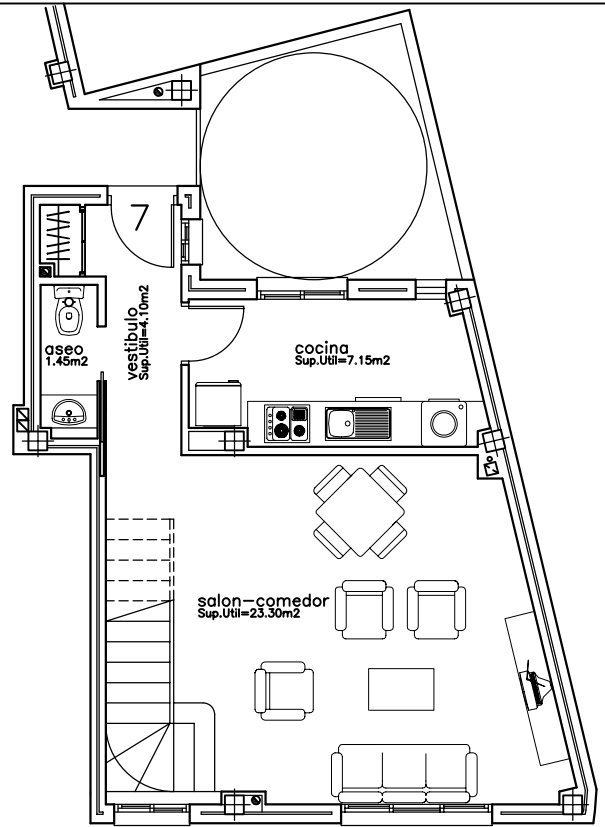 7
vestibulo
Sup.Util=4.10m2
aseo
1.45m2
cocina
Sup.Util=7.15m2
salon-comedor
Sup.Util=23.30m2